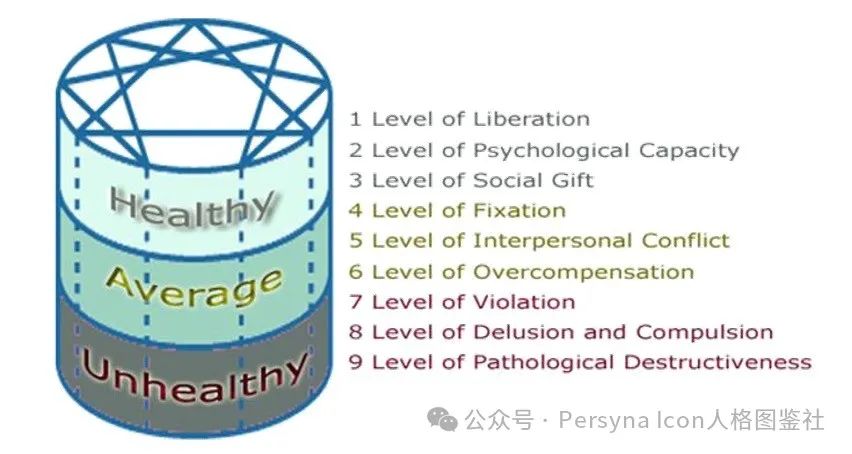 Healthy
Average
Unhealthy
1 Level of Liberation
2 Level of Psychological Capacity
3 Level of Social Gift
4 Level of Fixation
5 Level of Interpersonal Conflict
6 Level of Overcompensation
7 Level of Violation
8 Level of Delusion and Compulsion
9 Level of Pathological Destructiveness
公众号 · Persyna Icon人格图鉴社